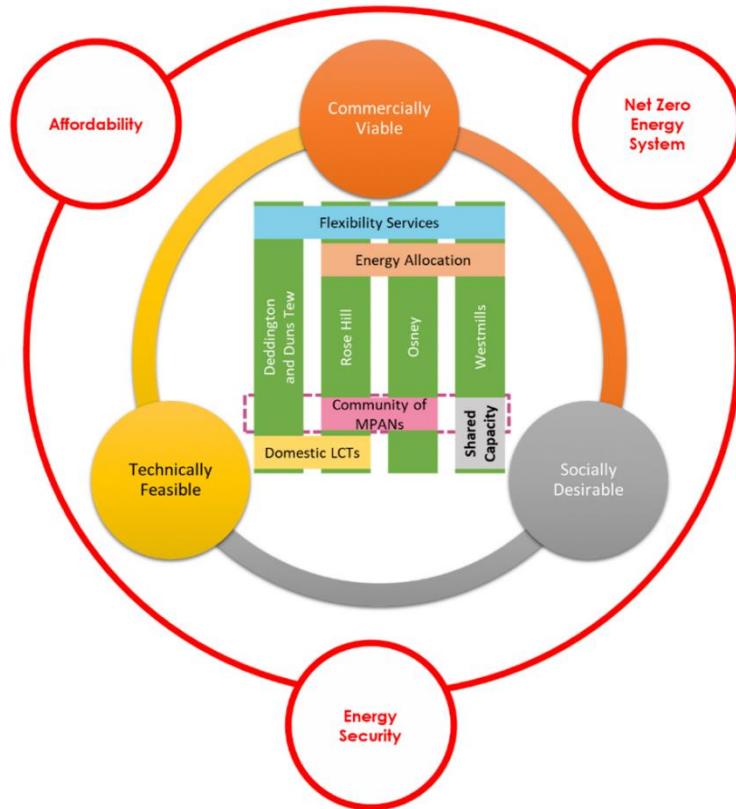 Affordability
Commercially
Viable
Net Zero
Energy
System
Flexibility Services
Energy Allocation
Deddington
and Duns Tew
Rose Hill
Osney
Westmills
Community of
MPANs
Shared
Capacity
Domestic LCTs
Technically
Feasible
Socially
Desirable
Energy
Security